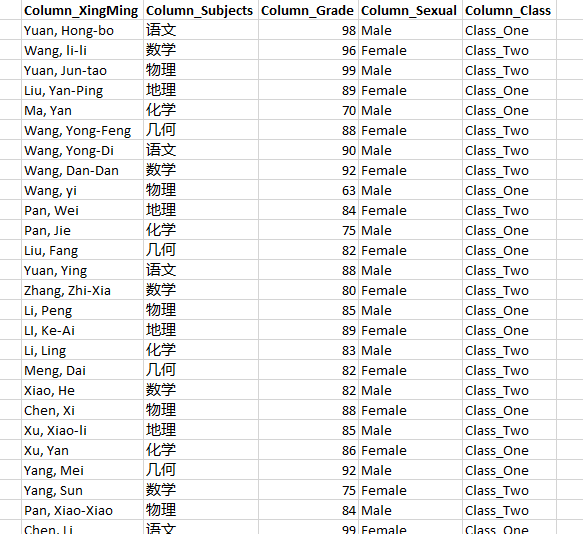 Column_XingMing Column_Subjects Column_Grade Column_Sexual Column_Class
Yuan, Hong-bo 语文 98 Male Class_One
Wang, li-li 数学 96 Female Class_Two
Yuan, Jun-tao 物理 99 Male Class_Two
Liu, Yan-Ping 地理 89 Female Class_One
Ma, Yan 化学 70 Male Class_One
Wang, Yong-Feng 几何 88 Female Class_Two
Wang, Yong-Di 语文 90 Male Class_Two
Wang, Dan-Dan 数学 92 Female Class_Two
Wang, yi 物理 63 Male Class_One
Pan, Wei 地理 84 Female Class_Two
Pan, Jie 化学 75 Male Class_One
Liu, Fang 几何 82 Female Class_One
Yuan, Ying 语文 88 Male Class_Two
Zhang, Zhi-Xia 数学 80 Female Class_Two
Li, Peng 物理 85 Male Class_One
LI, Ke-Ai 地理 89 Female Class_One
Li, Ling 化学 83 Male Class_Two
Meng, Dai 几何 82 Female Class_Two
Xiao, He 数学 82 Male Class_Two
Chen, Xi 物理 88 Female Class_One
Xu, Xiao-li 地理 85 Male Class_Two
Xu, Yan 化学 86 Female Class_One
Yang, Mei 几何 92 Male Class_One
Yang, Sun 数学 75 Female Class_Two
Pan, Xiao-Xiao 物理 84 Male Class_Two
Chen, Li 语文 99 Female Class_One